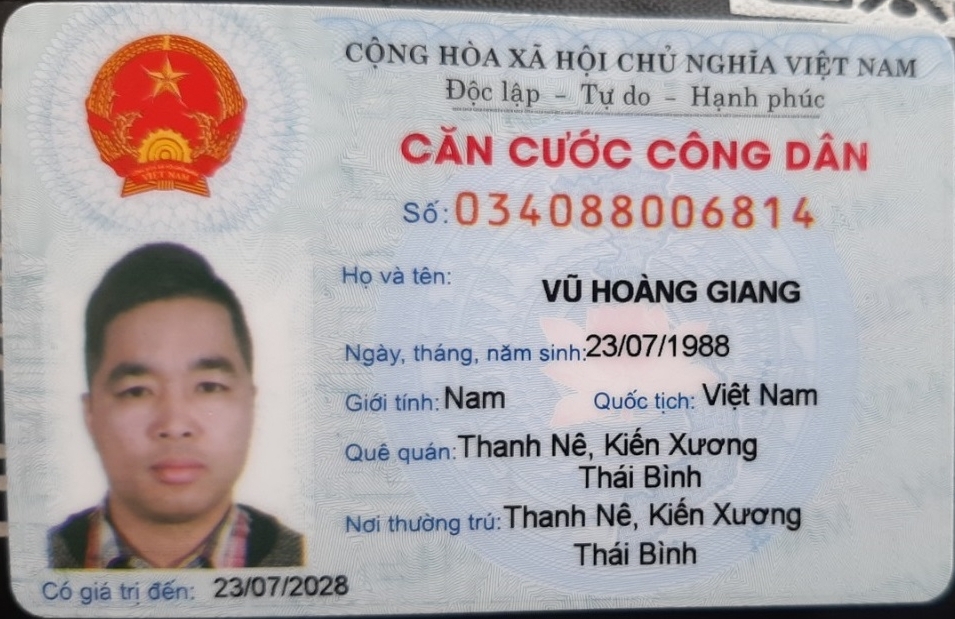 CỘNG HÒA XÃ HỘI CHỦ NGHĨA VIỆT NAM
Độc lập - Tự do - Hạnh phúc
CĂN CƯỚC CÔNG DÂN
Số: 034088006814
Họ và tên: VŨ HOÀNG GIANG
Ngày, tháng, năm sinh: 23/07/1988
Giới tính: Nam Quốc tịch: Việt Nam
Quê quán: Thanh Nê, Kiến Xương
Thái Bình
Nơi thường trú: Thanh Nê, Kiến Xương
Thái Bình
Có giá trị đến: 23/07/2028
VIỆT NAM